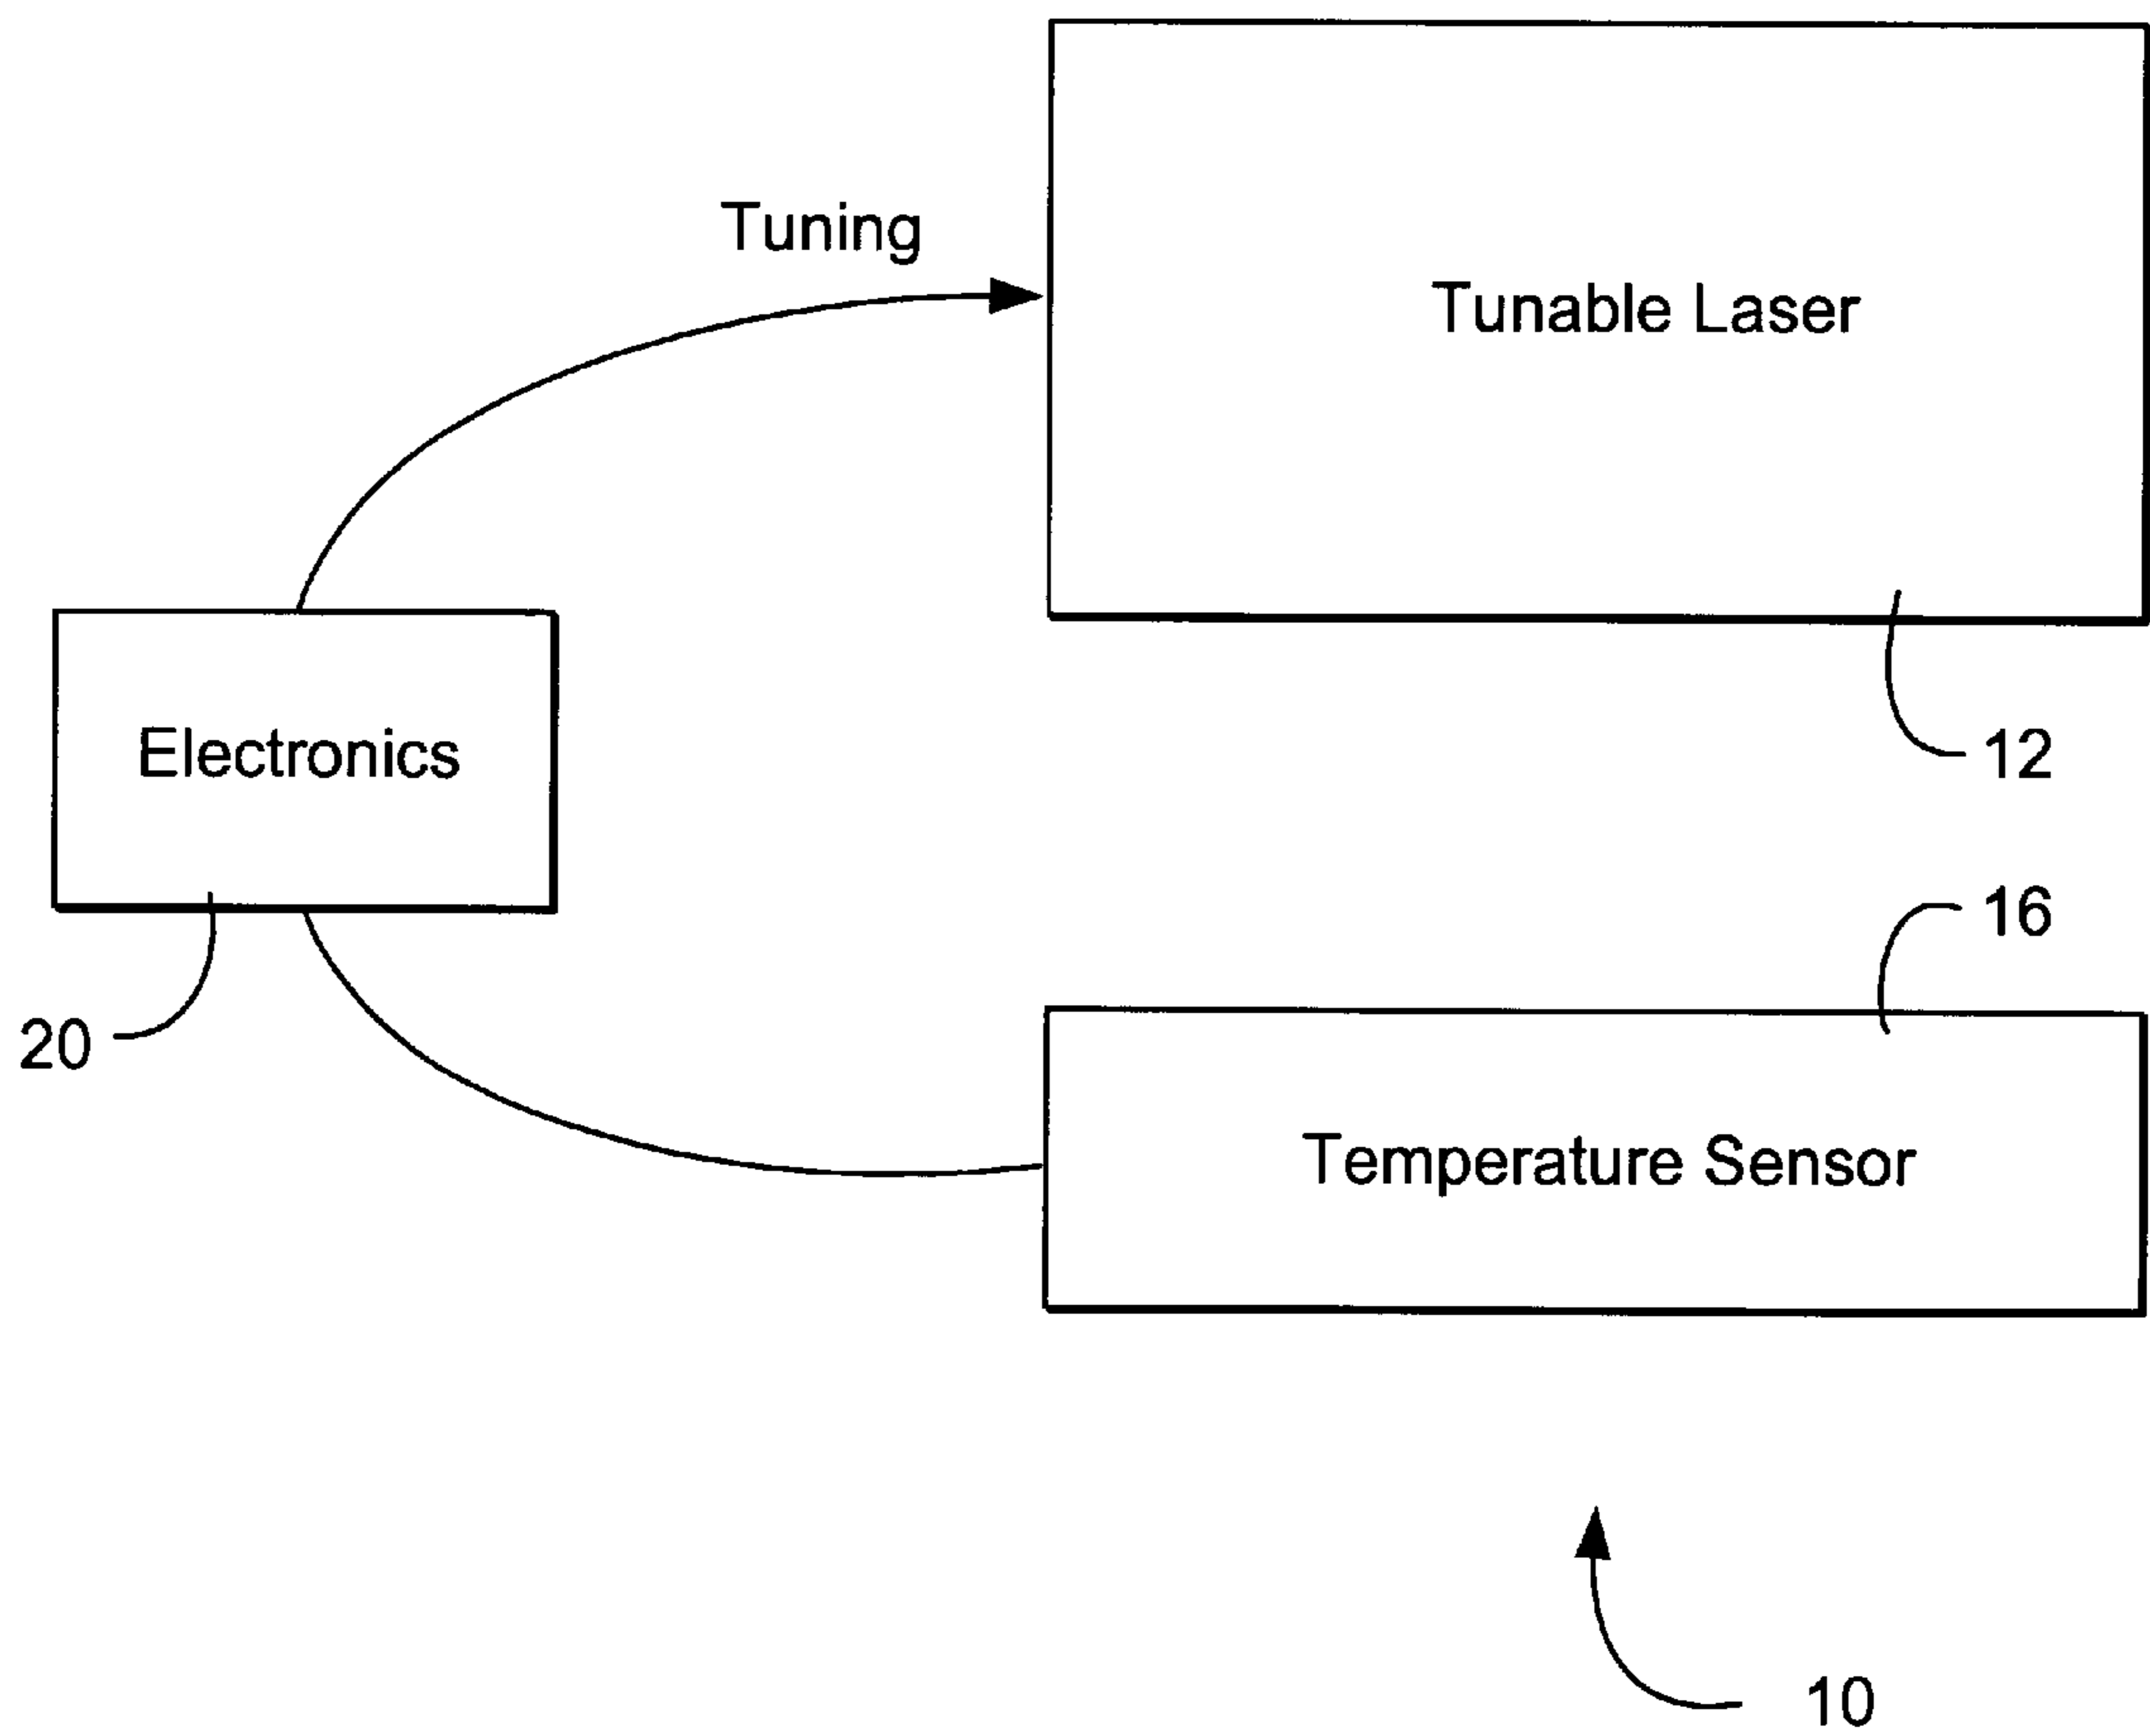 Tuning
Tunable Laser
Electronics
12
16
20
Temperature Sensor
10